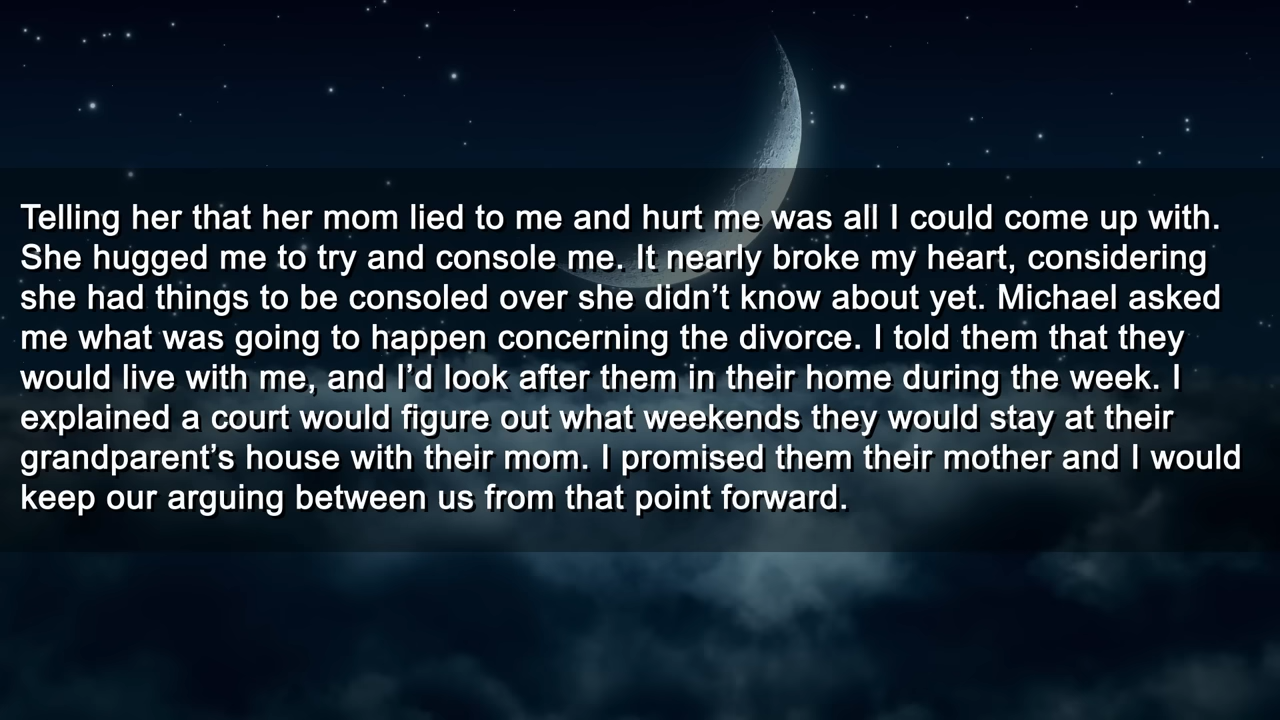 Telling her that her mom lied to me and hurt me was all I could come up with.
She hugged me to try and console me. It nearly broke my heart, considering
she had things to be consoled over she didn’t know about yet. Michael asked
me what was going to happen concerning the divorce. I told them that they
would live with me, and I’d look after them in their home during the week. I
explained a court would figure out what weekends they would stay at their
grandparent’s house with their mom. I promised them their mother and I would
keep our arguing between us from that point forward.